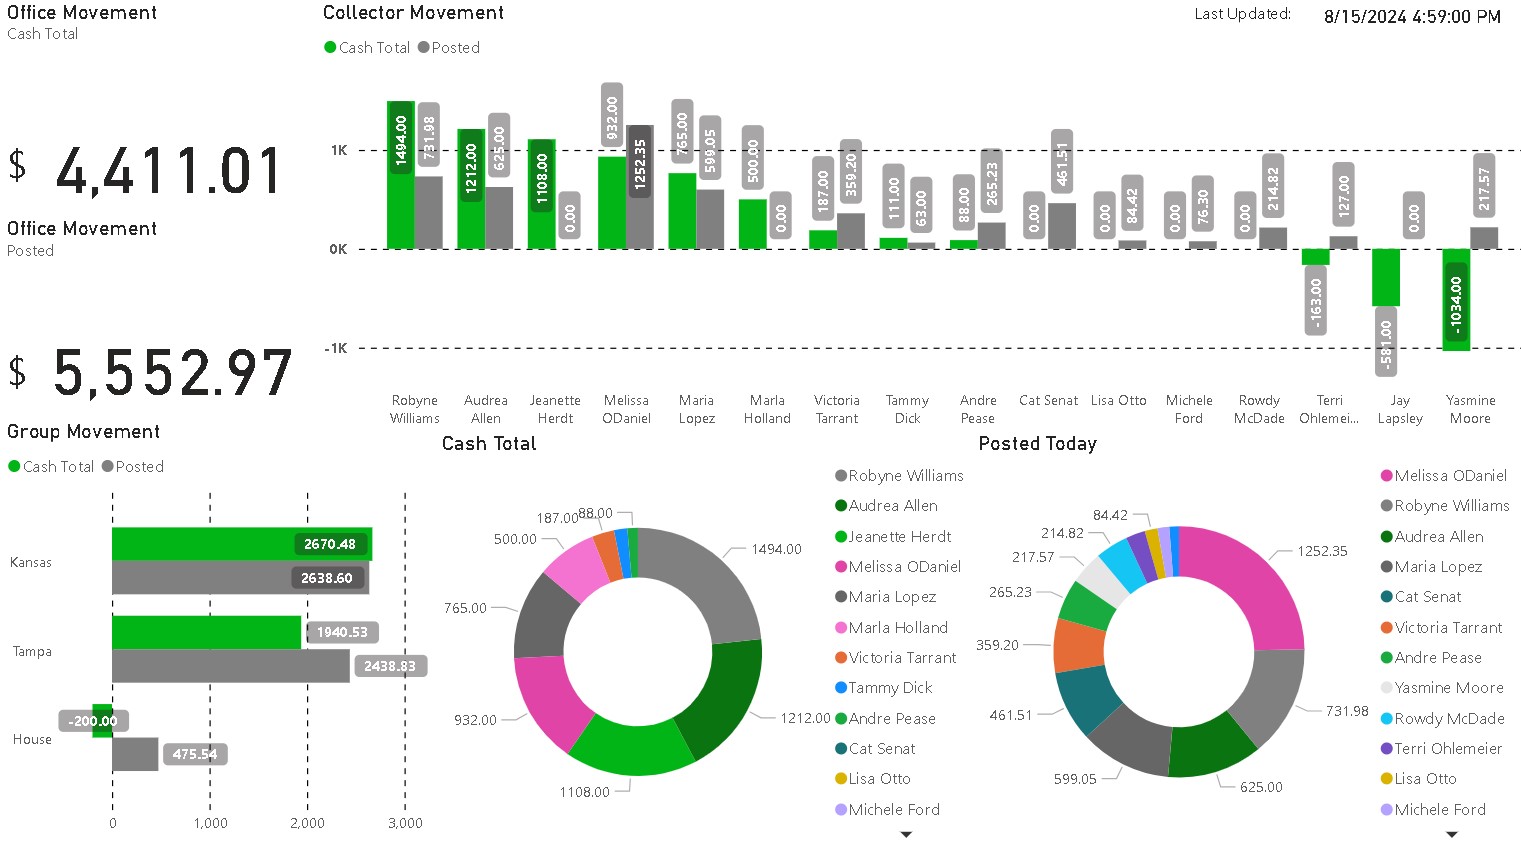 Office Movement
Cash Total
$ 4,411.01
Office Movement
Posted
$ 5,552.97
Collector Movement
Cash Total Posted
Last Updated: 8/15/2024 4:59:00 PM
1K
0K
-1K
1494.00 731.98
1212.00 625.00
1108.00 0.00
932.00 1252.35
765.00 599.05
500.00 0.00
187.00 359.20
111.00 63.00
88.00 265.23
0.00 461.51
0.00 84.42
0.00 76.30
0.00 214.82
-163.00 127.00
-581.00 0.00
-1034.00 217.57
Robyne Williams
Audrea Allen
Jeanette Herdt
Melissa ODaniel
Maria Lopez
Marla Holland
Victoria Tarrant
Tammy Dick
Andre Pease
Cat Senat
Lisa Otto
Michele Ford
Rowdy McDade
Terri Ohlemei...
Jay Lapsley
Yasmine Moore
Group Movement
Cash Total Posted
Kansas
2670.48
2638.60
Tampa
1940.53
2438.83
House
-200.00
475.54
0 1,000 2,000 3,000
Cash Total
1494.00
1212.00
1108.00
932.00
765.00
500.00
187.00
88.00
Robyne Williams
Audrea Allen
Jeanette Herdt
Melissa ODaniel
Maria Lopez
Marla Holland
Victoria Tarrant
Tammy Dick
Andre Pease
Cat Senat
Lisa Otto
Michele Ford
Posted Today
1252.35
731.98
625.00
599.05
461.51
359.20
265.23
217.57
214.82
84.42
Melissa ODaniel
Robyne Williams
Audrea Allen
Maria Lopez
Cat Senat
Victoria Tarrant
Andre Pease
Yasmine Moore
Rowdy McDade
Terri Ohlemeier
Lisa Otto
Michele Ford